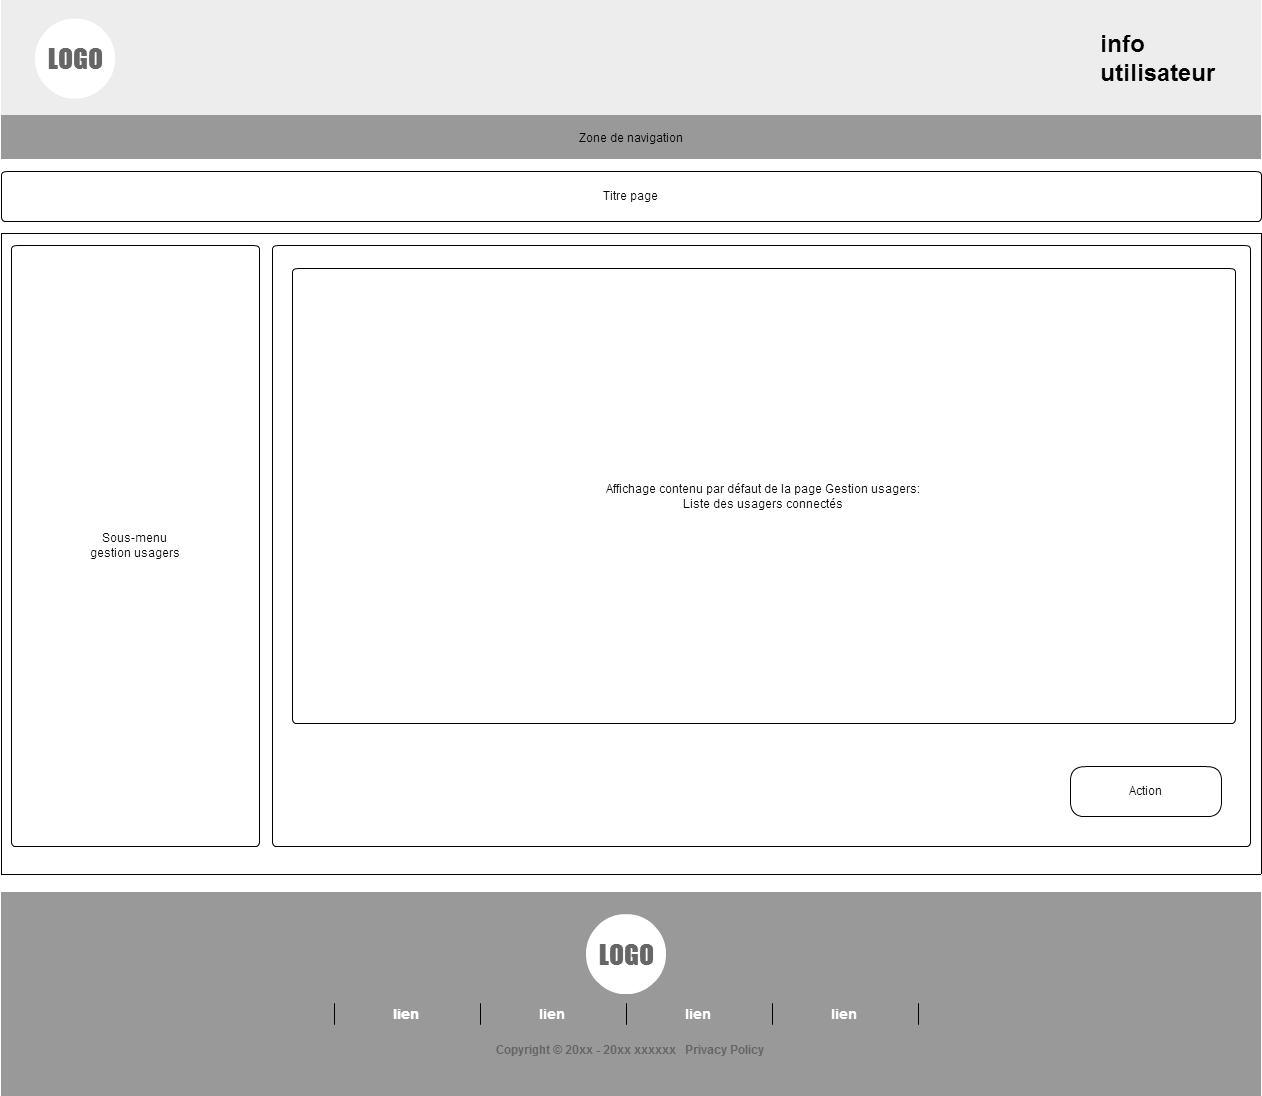 LOGO
info
utilisateur
Zone de navigation
Titre page
Sous-menu
gestion usagers
Affichage contenu par défaut de la page Gestion usagers:
Liste des usagers connectés
Action
LOGO
lien lien lien lien
Copyright © 20xx - 20xx xxxxxx Privacy Policy